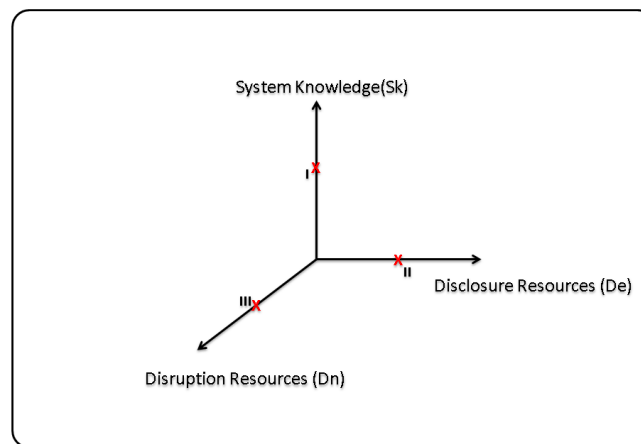 System Knowledge(Sk)
I
II
Disclosure Resources (De)
III
Disruption Resources (Dn)